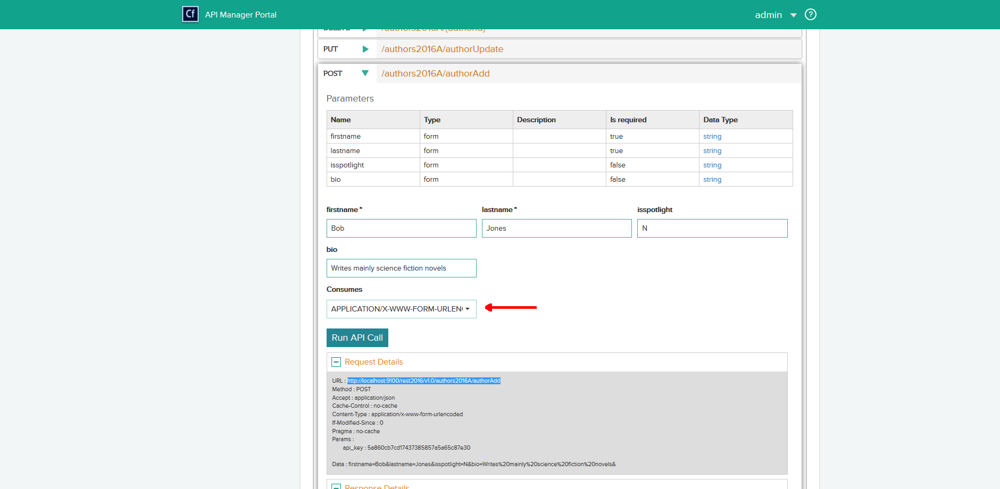 Cf API Manager Portal admin ?
DELETE /authors2016A/{authorId}
PUT /authors2016A/authorUpdate
POST /authors2016A/authorAdd
Parameters
Name Type Description Is required Data Type
firstname form true string
lastname form true string
isspotlight form false string
bio form false string
firstname * lastname * isspotlight
Bob Jones N
bio
Writes mainly science fiction novels
Consumes
APPLICATION/X-WWW-FORM-URLEN
Run API Call
Request Details
URL : http://localhost:9100/rest2016/v1.0/authors2016A/authorAdd
Method : POST
Accept : application/json
Cache-Control : no-cache
Content-Type : application/x-www-form-urlencoded
If-Modified-Since : 0
Pragma : no-cache
Params :
api_key : 5a860cb7cd17437385857a5a65c87e30
Data : firstname=Bob&lastname=Jones&isspotlight=N&bio=Writes%20mainly%20science%20fiction%20novels&
Response Details